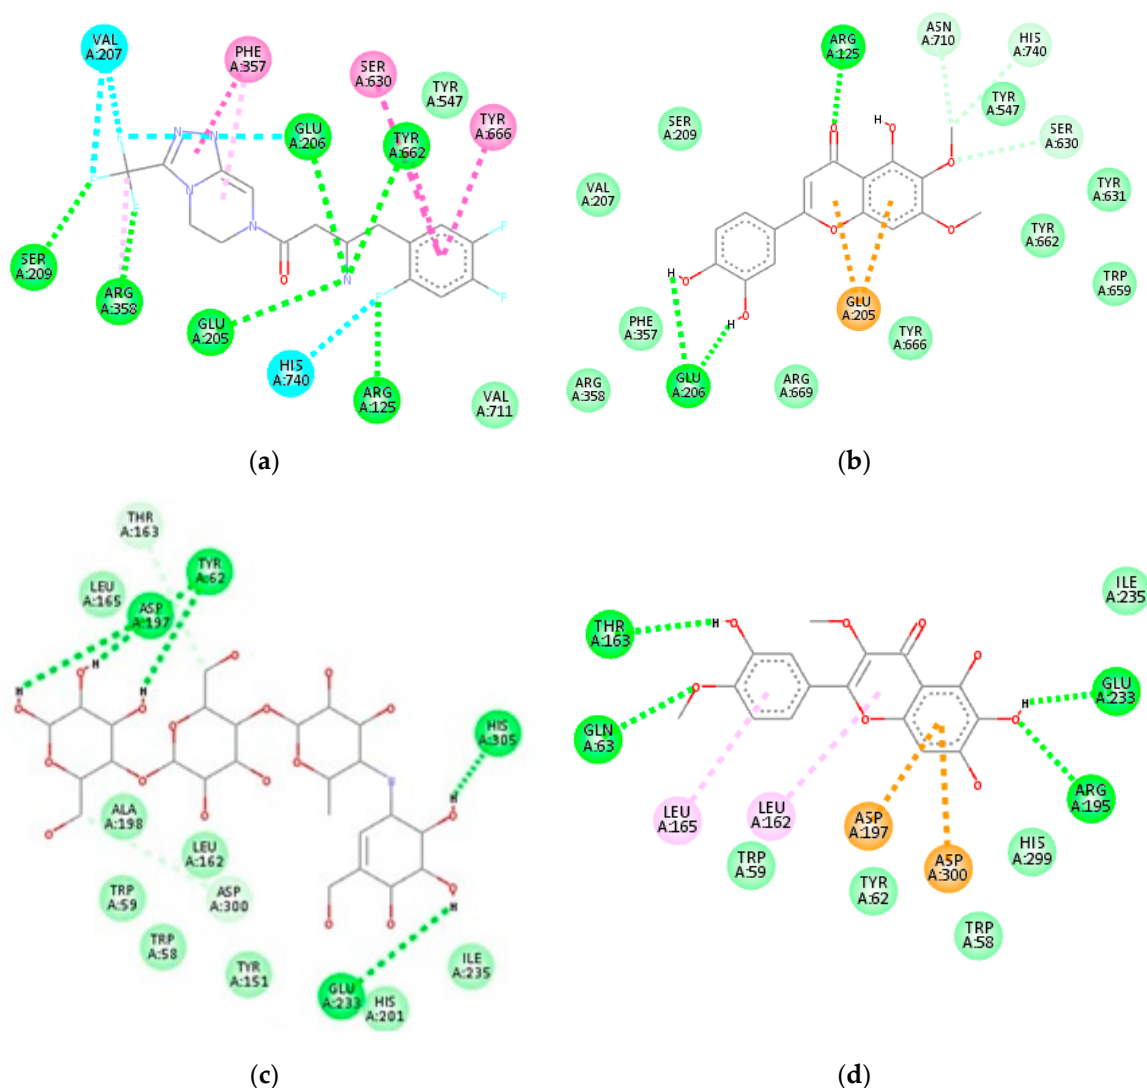 VAL
A:207
PHE
A:357
SER
A:630
TYR
A:547
GLU
A:206
TYR
A:662
TYR
A:666
N
N
F
N
F
F
N
F
SER
A:209
ARG
A:358
O
N
F
F
GLU
A:205
HIS
A:740
ARG
A:125
VAL
A:711
(a)
ARG
A:125
ASN
A:710
HIS
A:740
SER
A:209
TYR
A:547
SER
A:630
O
H
O
O
VAL
A:207
TYR
A:631
O
O
TYR
A:662
TRP
A:659
H
O
O
H
GLU
A:205
PHE
A:357
TYR
A:666
ARG
A:358
GLU
A:206
ARG
A:669
(b)
THR
A:163
TYR
A:62
LEU
A:165
ASP
A:197
H
O
O
H
O
H
O
O
O
O
O
O
O
O
O
O
O
O
HIS
A:305
N
H
O
O
H
O
O
ALA
A:198
LEU
A:162
TRP
A:59
ASP
A:300
TRP
A:58
TYR
A:151
ILE
A:235
GLU
A:233
HIS
A:201
(c)
ILE
A:235
THR
A:163
H
O
O
O
O
GLU
A:233
GLN
A:63
O
O
O
H
O
ARG
A:195
LEU
A:165
LEU
A:162
ASP
A:197
TRP
A:59
ASP
A:300
HIS
A:299
TYR
A:62
TRP
A:58
(d)